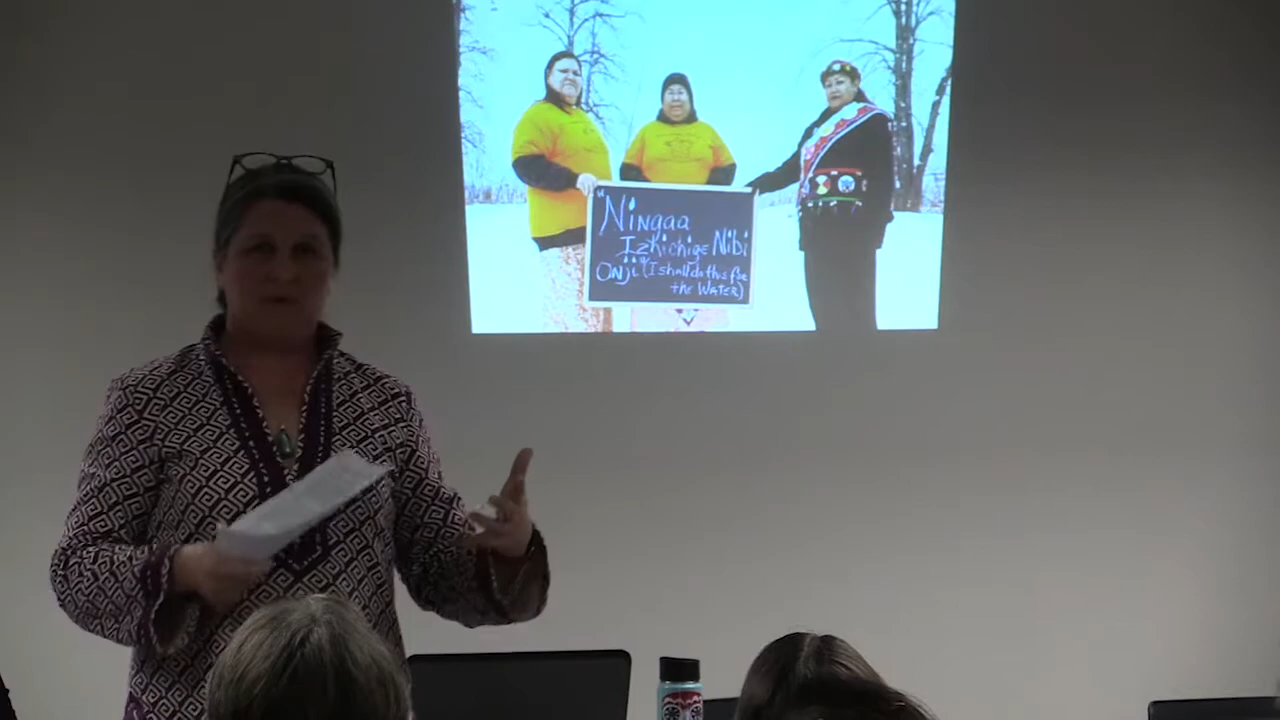 "Ningaa
Izhichige Nibi
Onji" (I shall do this for
the Water)